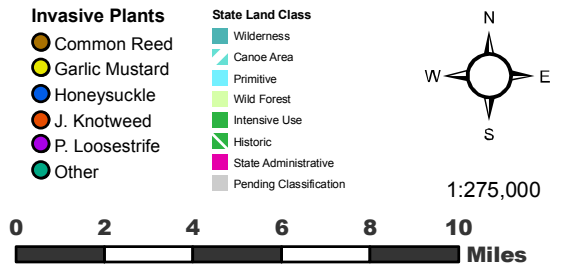 Invasive Plants
Common Reed
Garlic Mustard
Honeysuckle
J. Knotweed
P. Loosestrife
Other
State Land Class
Wilderness
Canoe Area
Primitive
Wild Forest
Intensive Use
Historic
State Administrative
Pending Classification
N
W E
S
1:275,000
0 2 4 6 8 10
Miles